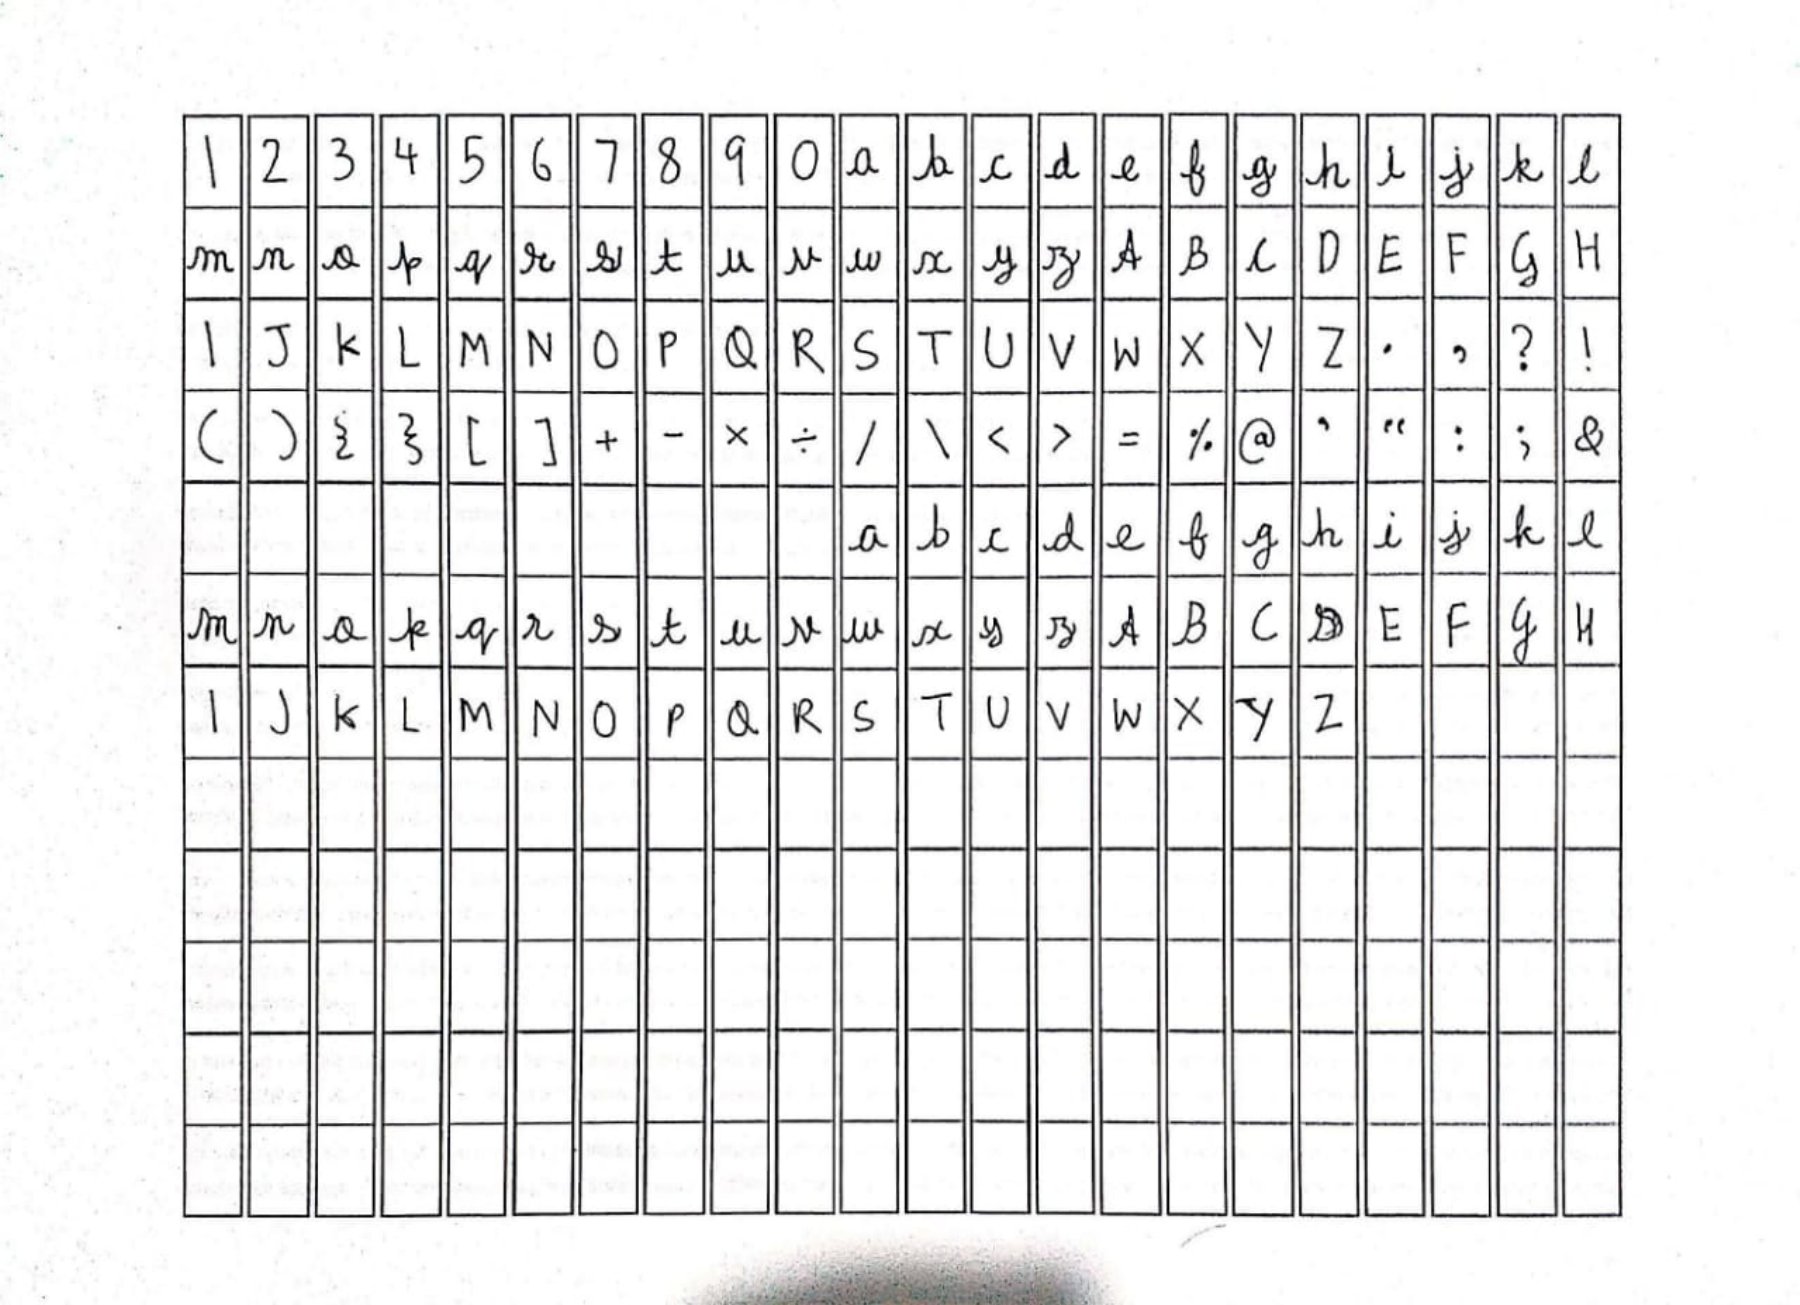 1 2 3 4 5 6 7 8 9 0 a b c d e f g h i j k l
m n o p q r s t u v w x y z A B C D E F G H
I J K L M N O P Q R S T U V W X Y Z . , ? !
( ) { } [ ] + - × ÷ / \ < > = % @ ' " : ; &
a b c d e f g h i j k l
m n o p q r s t u v w x y z A B C D E F G H
I J K L M N O P Q R S T U V W X Y Z